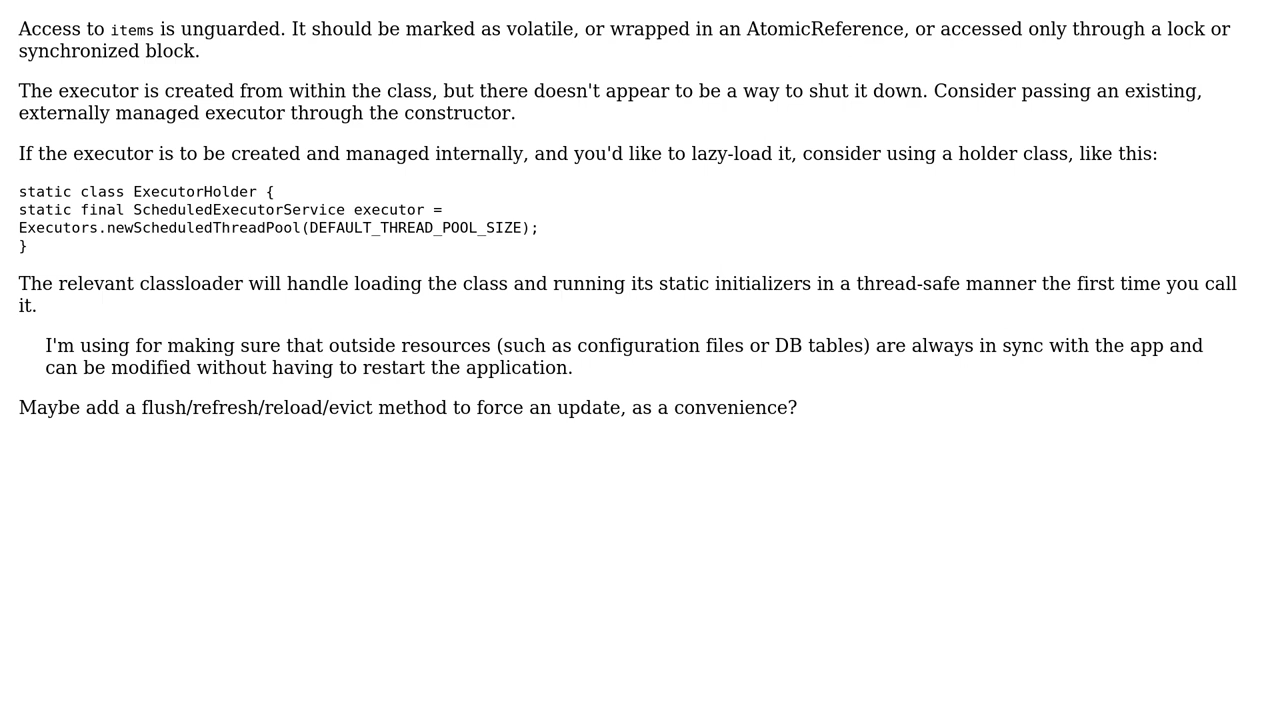 Access to items is unguarded. It should be marked as volatile, or wrapped in an AtomicReference, or accessed only through a lock or
synchronized block.
The executor is created from within the class, but there doesn't appear to be a way to shut it down. Consider passing an existing,
externally managed executor through the constructor.
If the executor is to be created and managed internally, and you'd like to lazy-load it, consider using a holder class, like this:
static class ExecutorHolder {
static final ScheduledExecutorService executor =
Executors.newScheduledThreadPool(DEFAULT_THREAD_POOL_SIZE);
}
The relevant classloader will handle loading the class and running its static initializers in a thread-safe manner the first time you call
it.
I'm using for making sure that outside resources (such as configuration files or DB tables) are always in sync with the app and
can be modified without having to restart the application.
Maybe add a flush/refresh/reload/evict method to force an update, as a convenience?